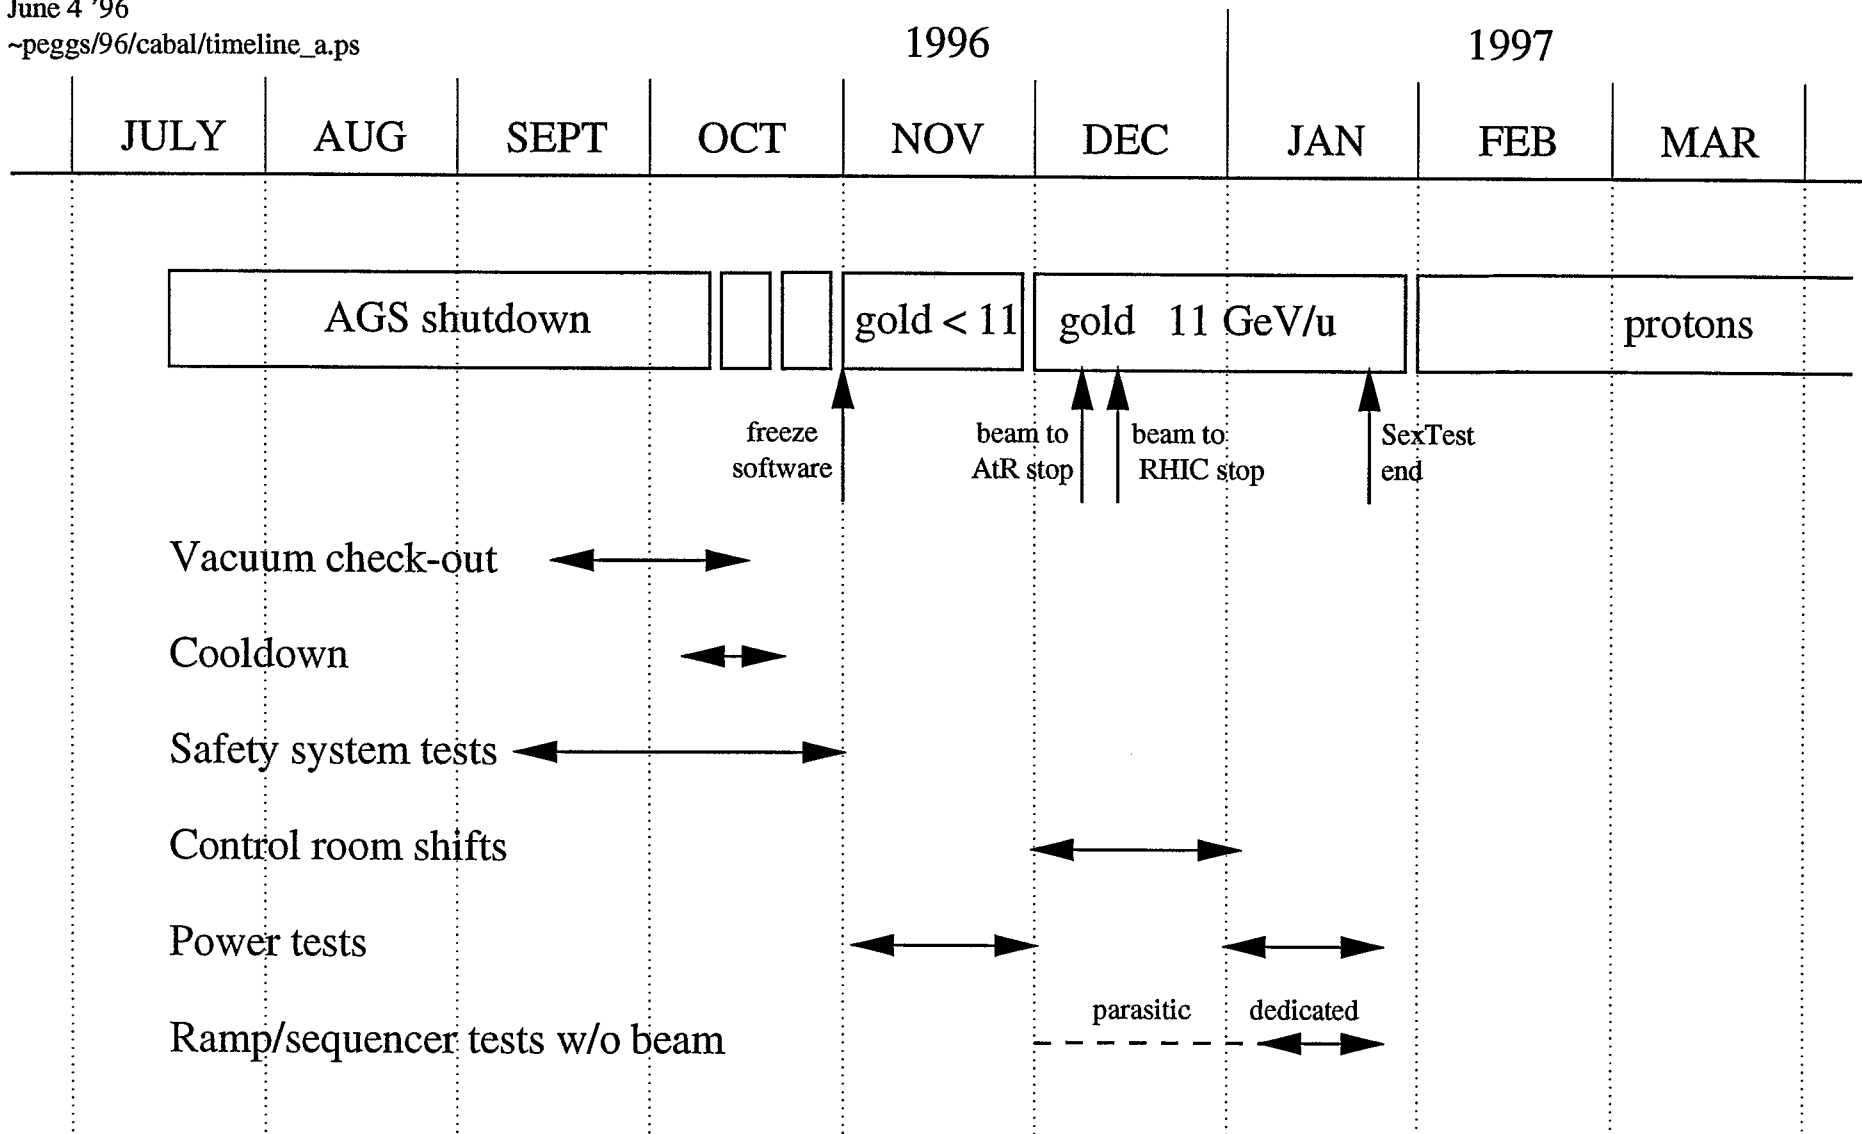 June 4 '96
~peggs/96/cabal/timeline_a.ps
1996
1997
JULY
AUG
SEPT
OCT
NOV
DEC
JAN
FEB
MAR
AGS shutdown
gold < 11
gold 11 GeV/u
protons
freeze
software
beam to
AtR stop
beam to
RHIC stop
SexTest
end
Vacuum check-out
Cooldown
Safety system tests
Control room shifts
Power tests
parasitic
dedicated
Ramp/sequencer tests w/o beam